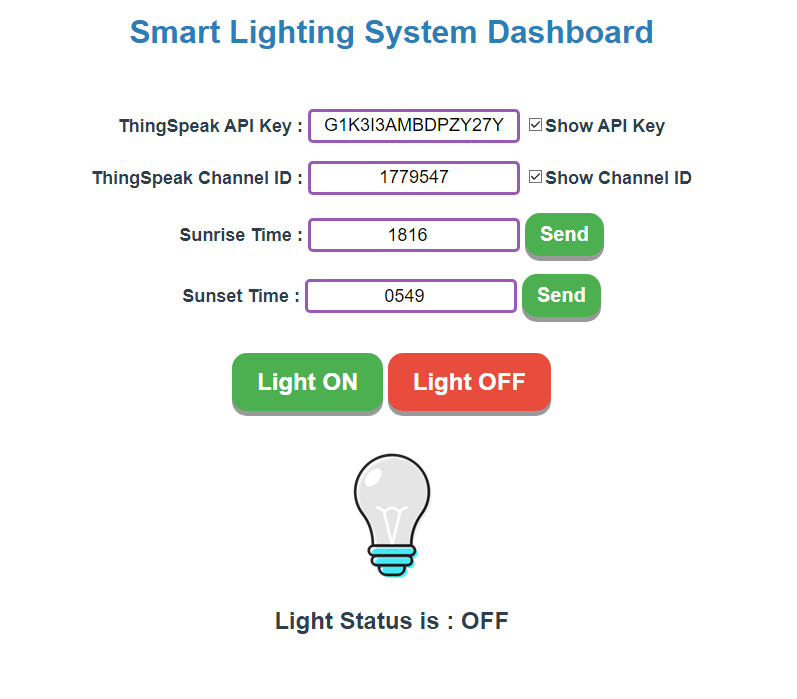 Smart Lighting System Dashboard
ThingSpeak API Key : G1K3I3AMBDPZY27Y Show API Key
ThingSpeak Channel ID : 1779547 Show Channel ID
Sunrise Time : 1816 Send
Sunset Time : 0549 Send
Light ON Light OFF
Light Status is : OFF